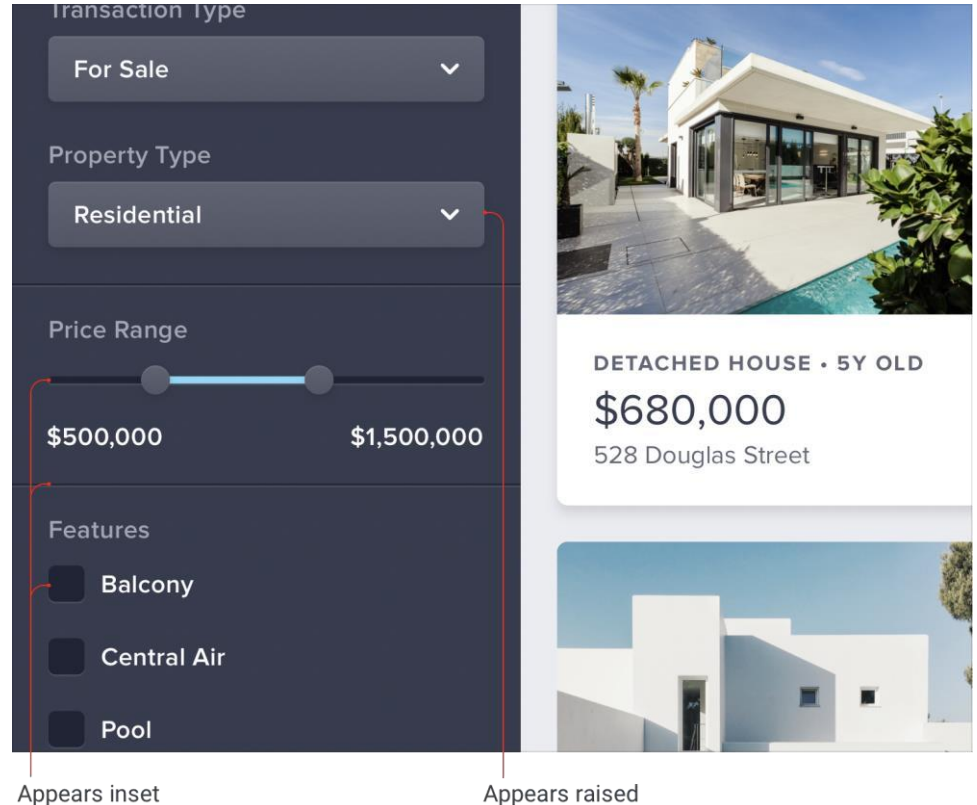 Transaction Type
For Sale
Property Type
Residential
Price Range
$500,000 $1,500,000
Features
Balcony
Central Air
Pool
DETACHED HOUSE • 5Y OLD
$680,000
528 Douglas Street
Appears inset
Appears raised